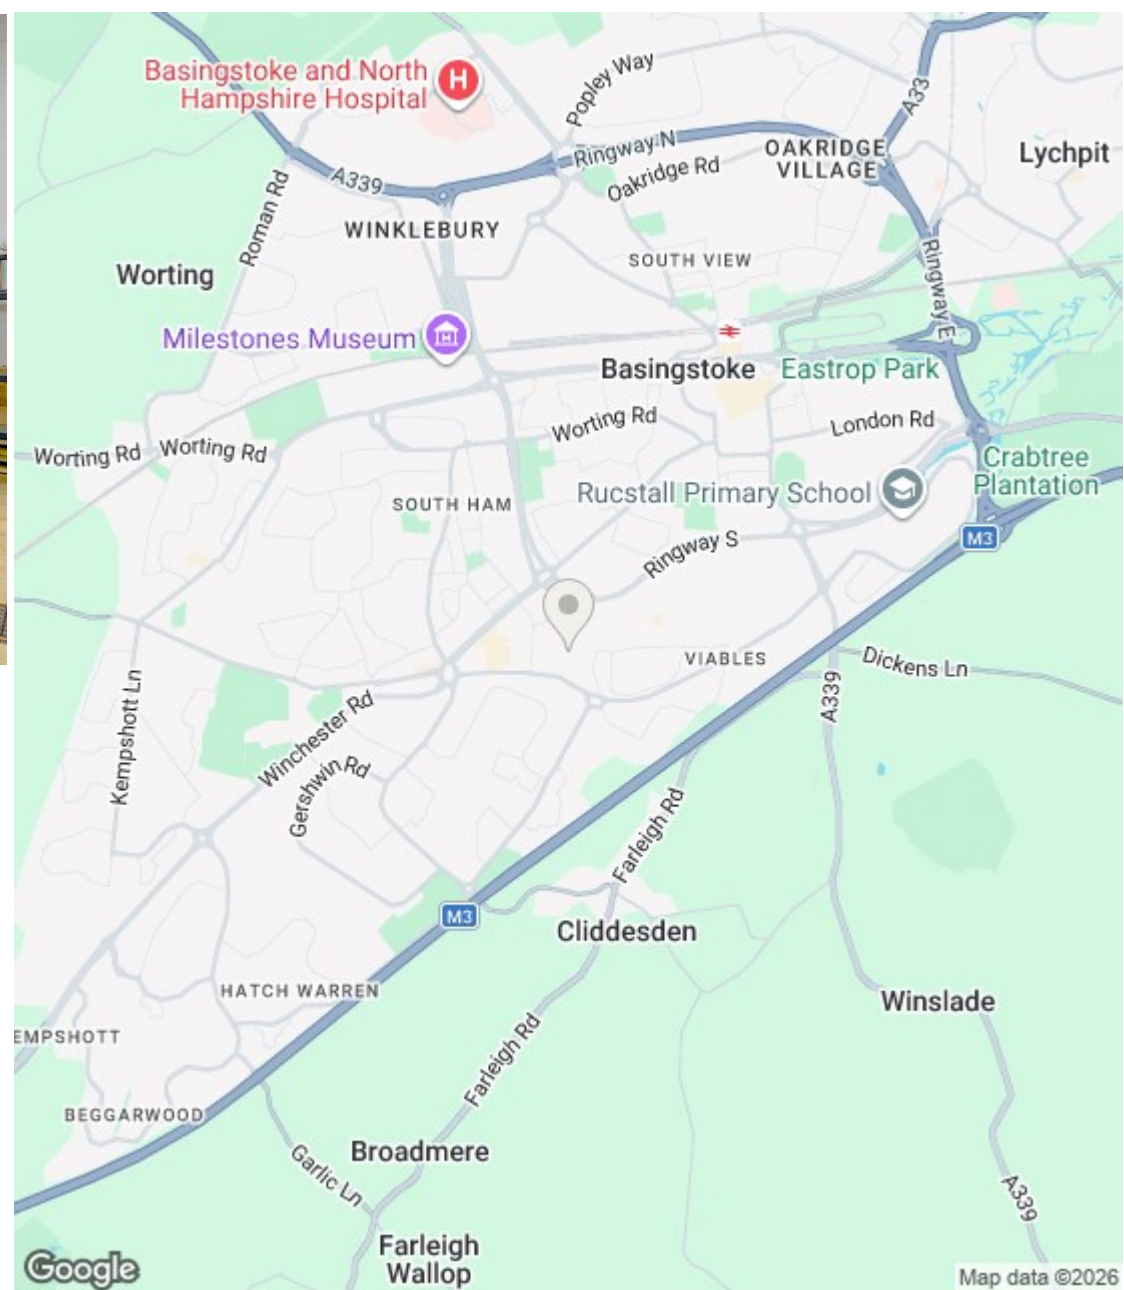 Basingstoke and North
Hampshire Hospital
H
Popley Way
A33
Ringway N
OAKRIDGE
VILLAGE
Lychpit
A339
Oakridge Rd
Roman Rd
WINKLEBURY
SOUTH VIEW
Worting
Ringway E
Milestones Museum
Basingstoke
Eastrop Park
Worting Rd
London Rd
Worting Rd
Worting Rd
Crabtree
Plantation
SOUTH HAM
Rucstall Primary School
Ringway S
M3
VIABLES
Dickens Ln
A339
Kempshott Ln
Winchester Rd
Gershwin Rd
Farleigh Rd
M3
Cliddesden
HATCH WARREN
Winslade
EMPSHOTT
Farleigh Rd
BEGGARWOOD
Broadmere
Garlic Ln
A339
Farleigh
Wallop
Google
Map data ©2026